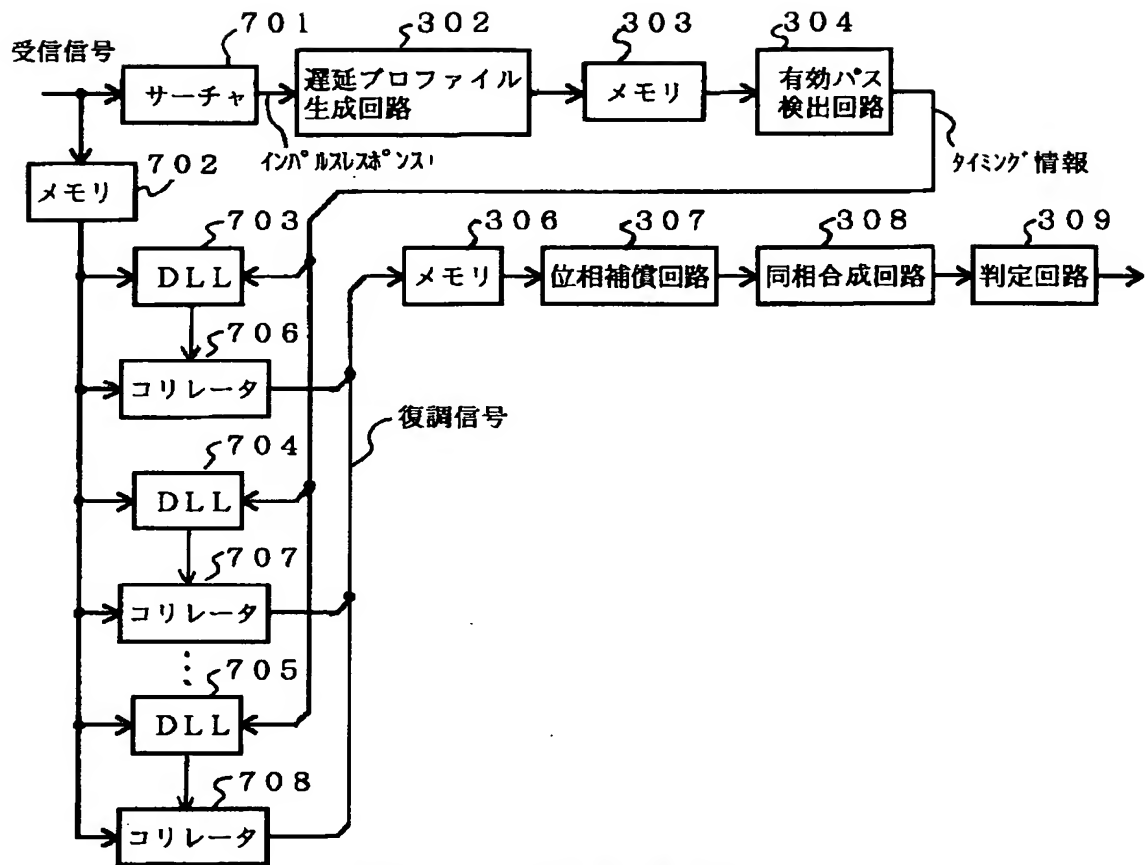 受信信号
701
サーチャ
インパルスレスポンス
302
遅延プロファイル
生成回路
303
メモリ
304
有効パス
検出回路
タイミング情報
702
メモリ
703
DLL
706
コリレータ
704
DLL
707
コリレータ
⋮
705
DLL
708
コリレータ
復調信号
306
メモリ
307
位相補償回路
308
同相合成回路
309
判定回路